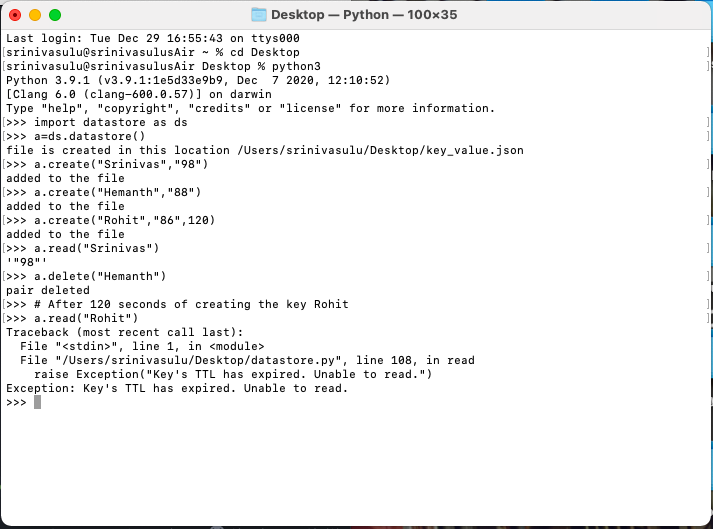 Desktop — Python — 100×35
Last login: Tue Dec 29 16:55:43 on ttys000
[srinivasulu@srinivasulusAir ~ % cd Desktop ]
[srinivasulu@srinivasulusAir Desktop % python3 ]
Python 3.9.1 (v3.9.1:1e5d33e9b9, Dec  7 2020, 12:10:52)
[Clang 6.0 (clang-600.0.57)] on darwin
Type "help", "copyright", "credits" or "license" for more information.
[>>> import datastore as ds ]
[>>> a=ds.datastore() ]
file is created in this location /Users/srinivasulu/Desktop/key_value.json
[>>> a.create("Srinivas","98") ]
added to the file
[>>> a.create("Hemanth","88") ]
added to the file
[>>> a.create("Rohit","86",120) ]
added to the file
[>>> a.read("Srinivas") ]
'"98"'
[>>> a.delete("Hemanth") ]
pair deleted
[>>> # After 120 seconds of creating the key Rohit ]
[>>> a.read("Rohit") ]
Traceback (most recent call last):
  File "<stdin>", line 1, in <module>
  File "/Users/srinivasulu/Desktop/datastore.py", line 108, in read
    raise Exception("Key's TTL has expired. Unable to read.")
Exception: Key's TTL has expired. Unable to read.
>>>